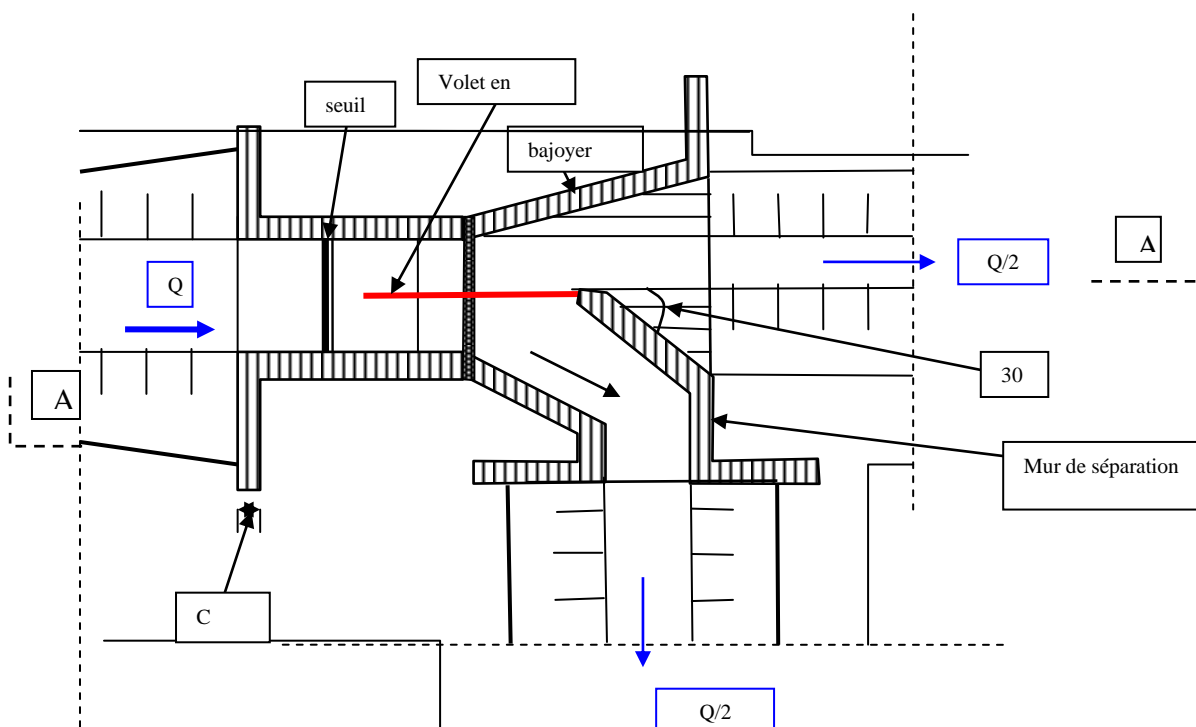 Volet en
seuil
bajoyer
A
Q
Q/2
30
A
Mur de séparation
C
Q/2